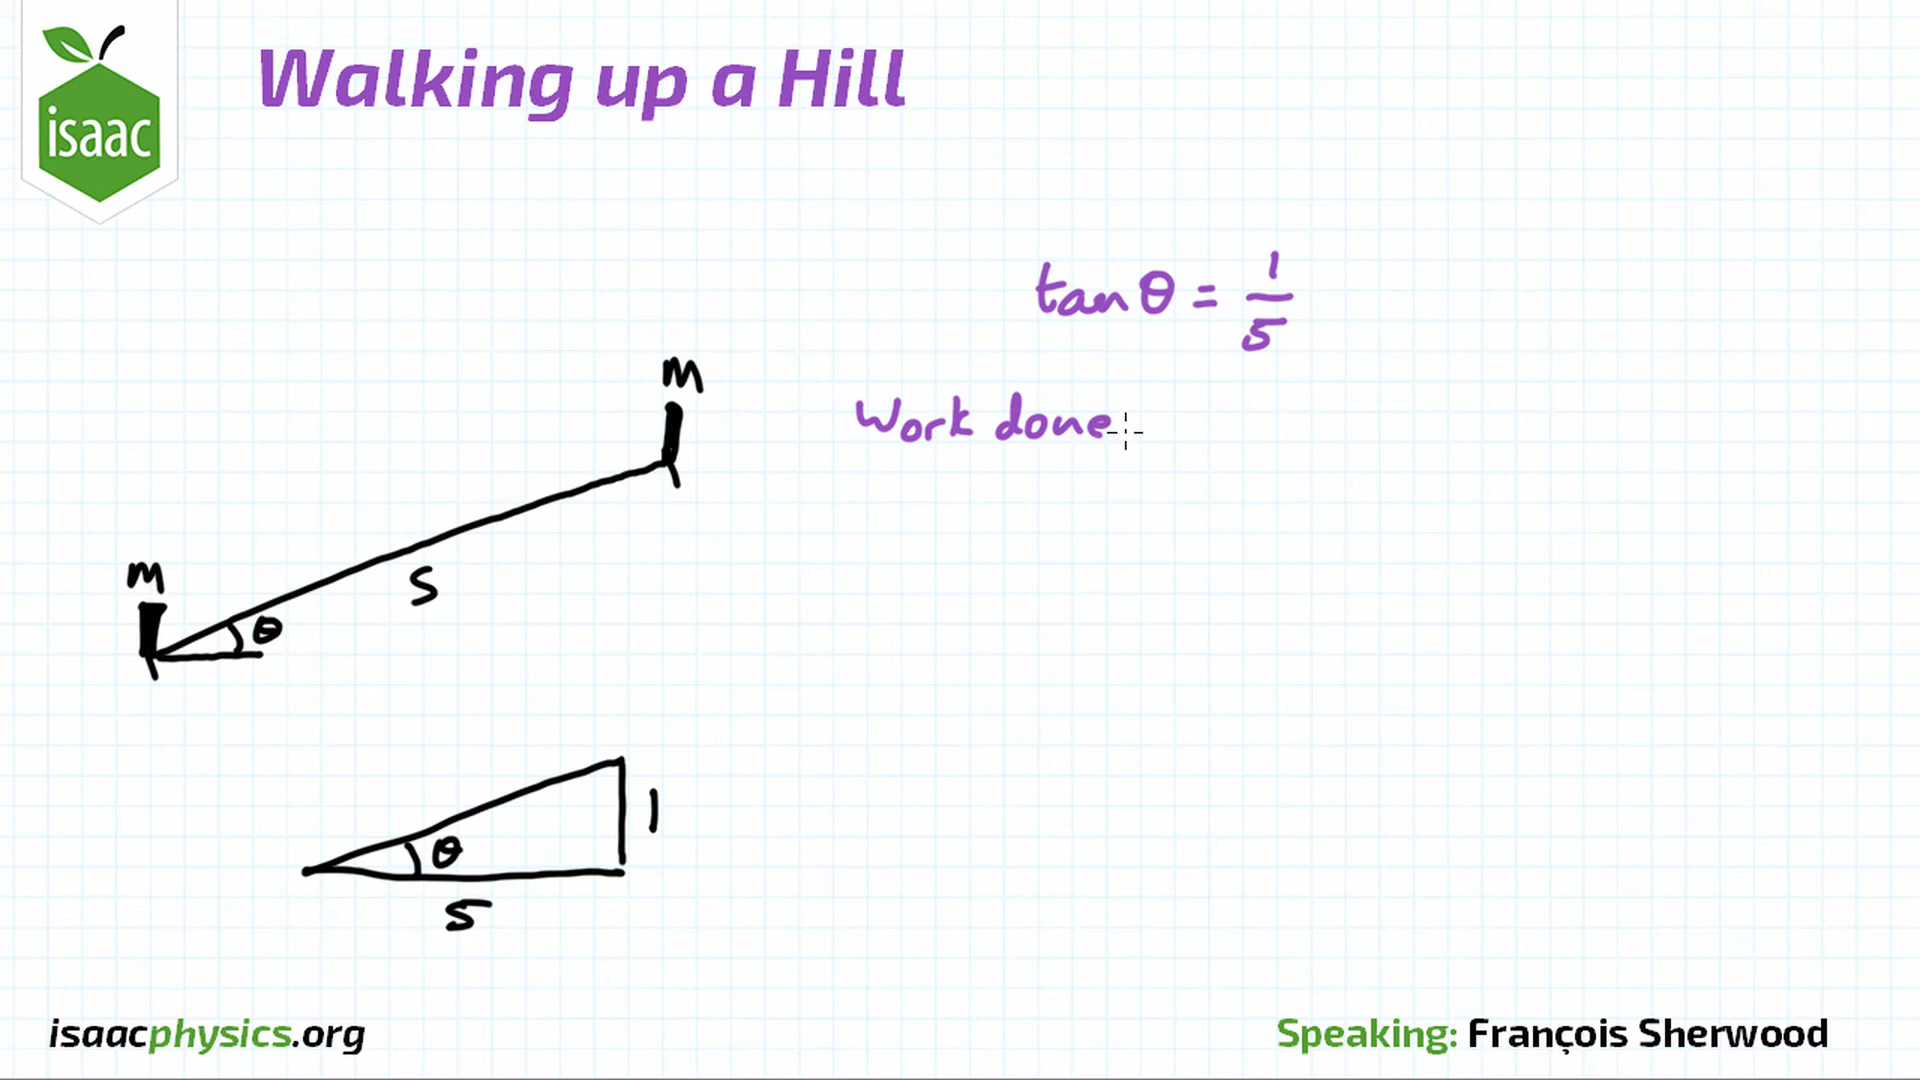 isaac
Walking up a Hill
tan θ = 1/5
Work done
m
m
s
θ
θ
1
5
isaacphysics.org
Speaking: François Sherwood